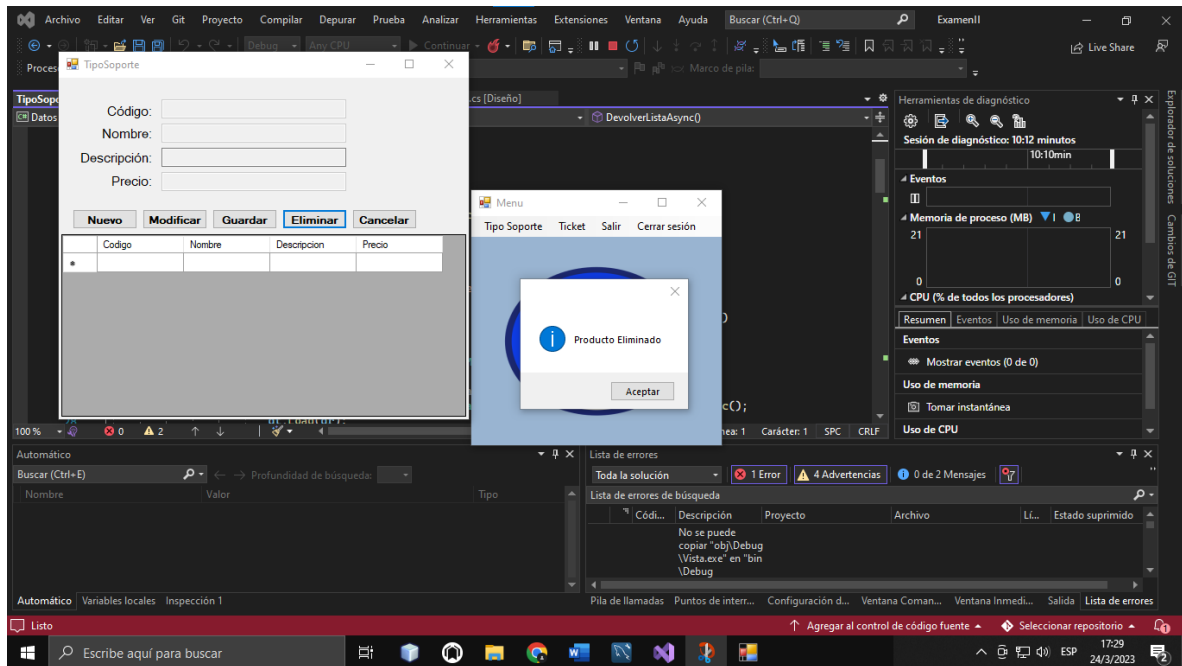 Archivo Editar Ver Git Proyecto Compilar Depurar Prueba Analizar Herramientas Extensiones Ventana Ayuda Buscar (Ctrl+Q) ExamenII
Debug Any CPU Continuar Live Share
Proces Marco de pila:
TipoSoporte
Código:
Nombre:
Descripción:
Precio:
Nuevo Modificar Guardar Eliminar Cancelar
Codigo Nombre Descripcion Precio
*
TipoSopo .cs [Diseño]
Datos DevolverListaAsync()
Menu
Tipo Soporte Ticket Salir Cerrar sesión
Producto Eliminado
Aceptar
c();
100 % 0 2 Carácter: 1 SPC CRLF
Herramientas de diagnóstico
Sesión de diagnóstico: 10:12 minutos
10:10min
Eventos
Memoria de proceso (MB)
21 21
0 0
CPU (% de todos los procesadores)
Resumen Eventos Uso de memoria Uso de CPU
Eventos
Mostrar eventos (0 de 0)
Uso de memoria
Tomar instantánea
Uso de CPU
Explorador de soluciones
Cambios de GIT
Automático
Buscar (Ctrl+E) Profundidad de búsqueda:
Nombre Valor Tipo
Automático Variables locales Inspección 1
Lista de errores
Toda la solución 1 Error 4 Advertencias 0 de 2 Mensajes
Lista de errores de búsqueda
Códi... Descripción Proyecto Archivo Lí... Estado suprimido
No se puede
copiar "obj\Debug
\Vista.exe" en "bin
\Debug
Pila de llamadas Puntos de interr... Configuración d... Ventana Coman... Ventana Inmedi... Salida Lista de errores
Listo Agregar al control de código fuente Seleccionar repositorio
Escribe aquí para buscar ESP 17:29
24/3/2023